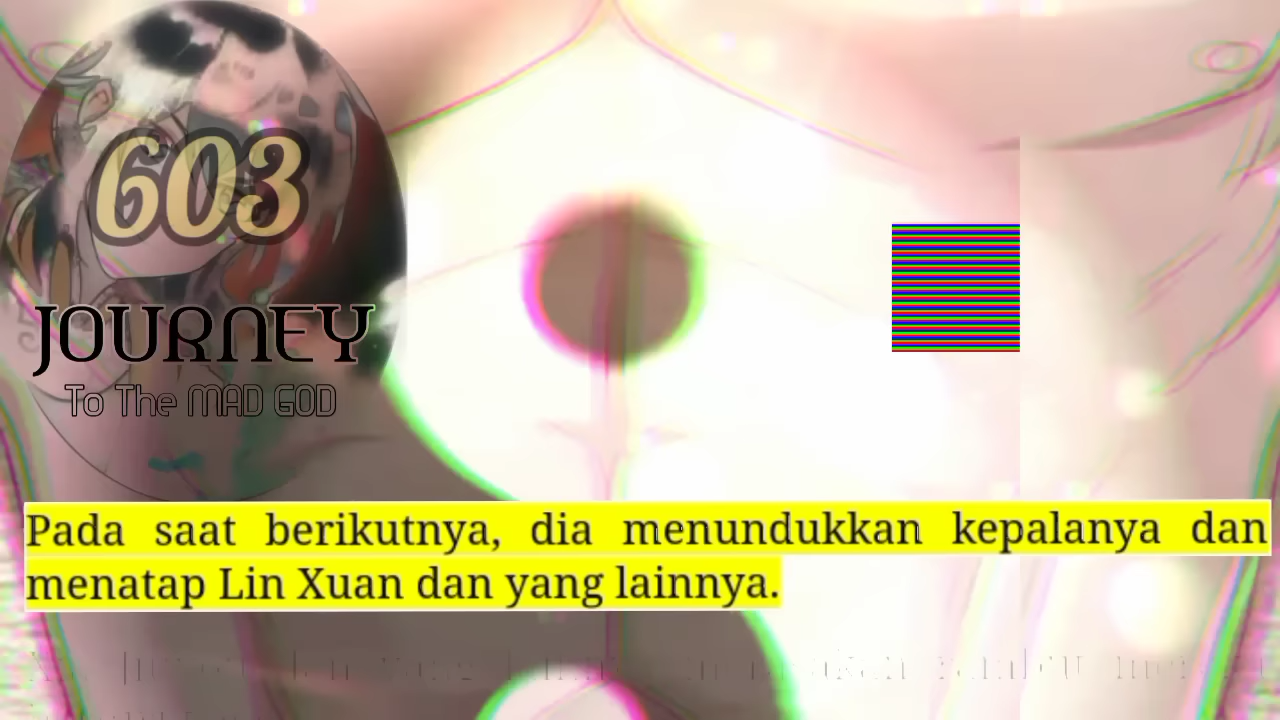 603
JOURNEY
To The MAD GOD
Pada saat berikutnya, dia menundukkan kepalanya dan
menatap Lin Xuan dan yang lainnya.